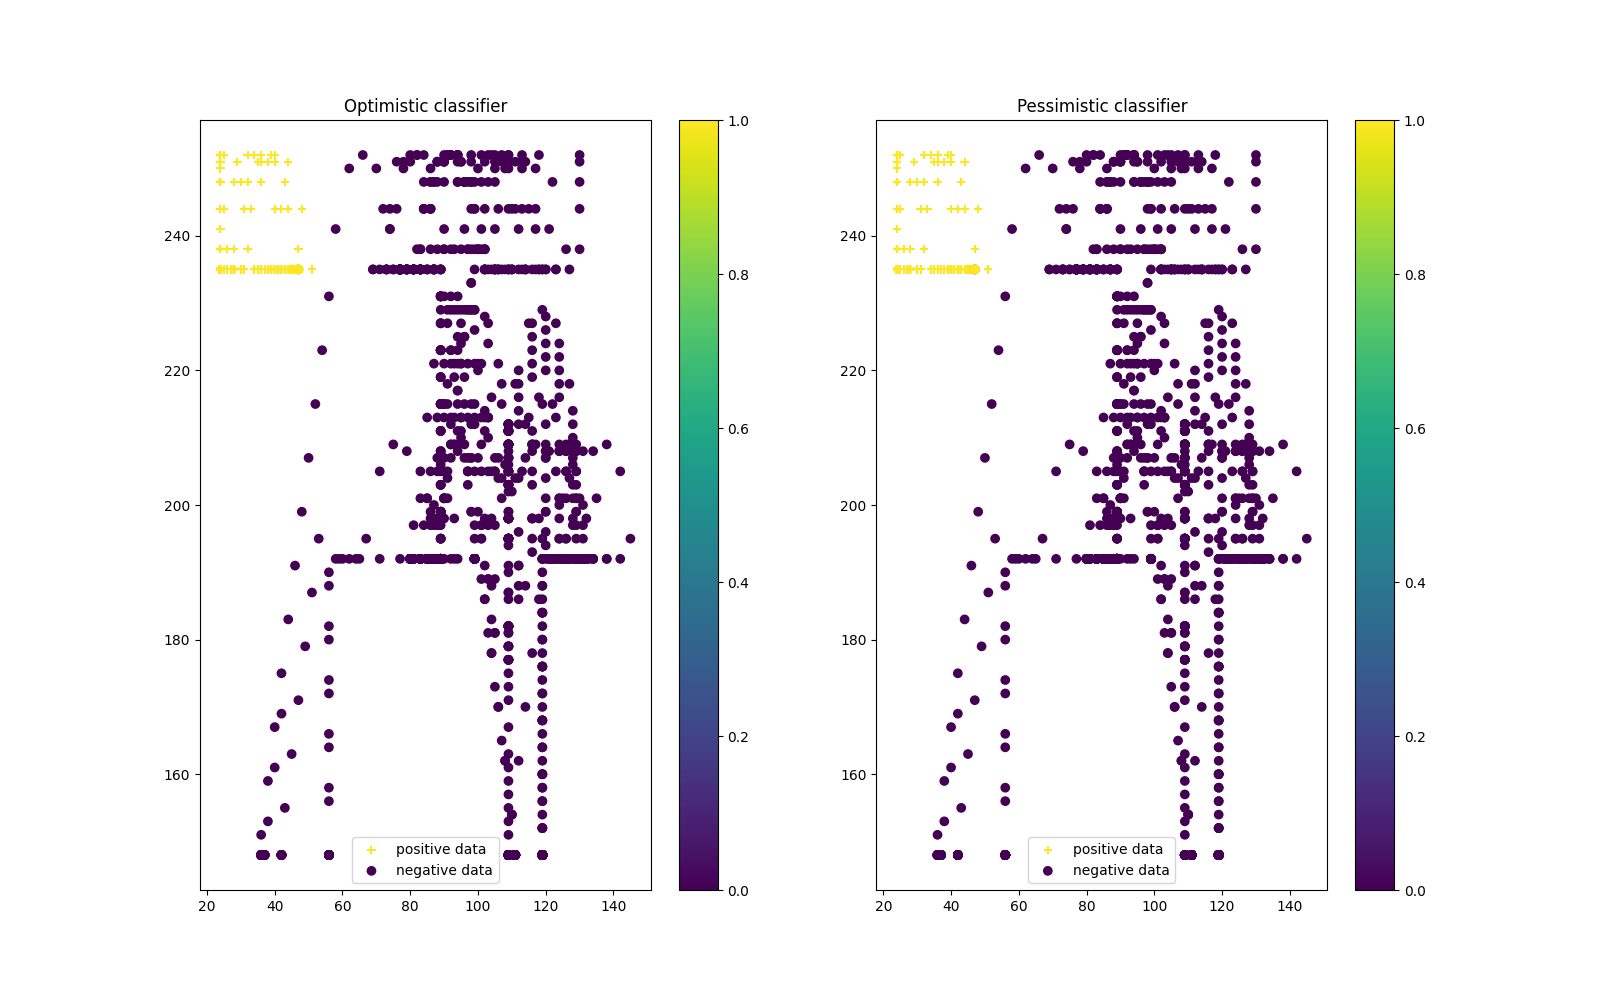 Optimistic classifier
240
220
200
180
160
20 40 60 80 100 120 140
positive data
negative data
1.0
0.8
0.6
0.4
0.2
0.0
Pessimistic classifier
240
220
200
180
160
20 40 60 80 100 120 140
positive data
negative data
1.0
0.8
0.6
0.4
0.2
0.0